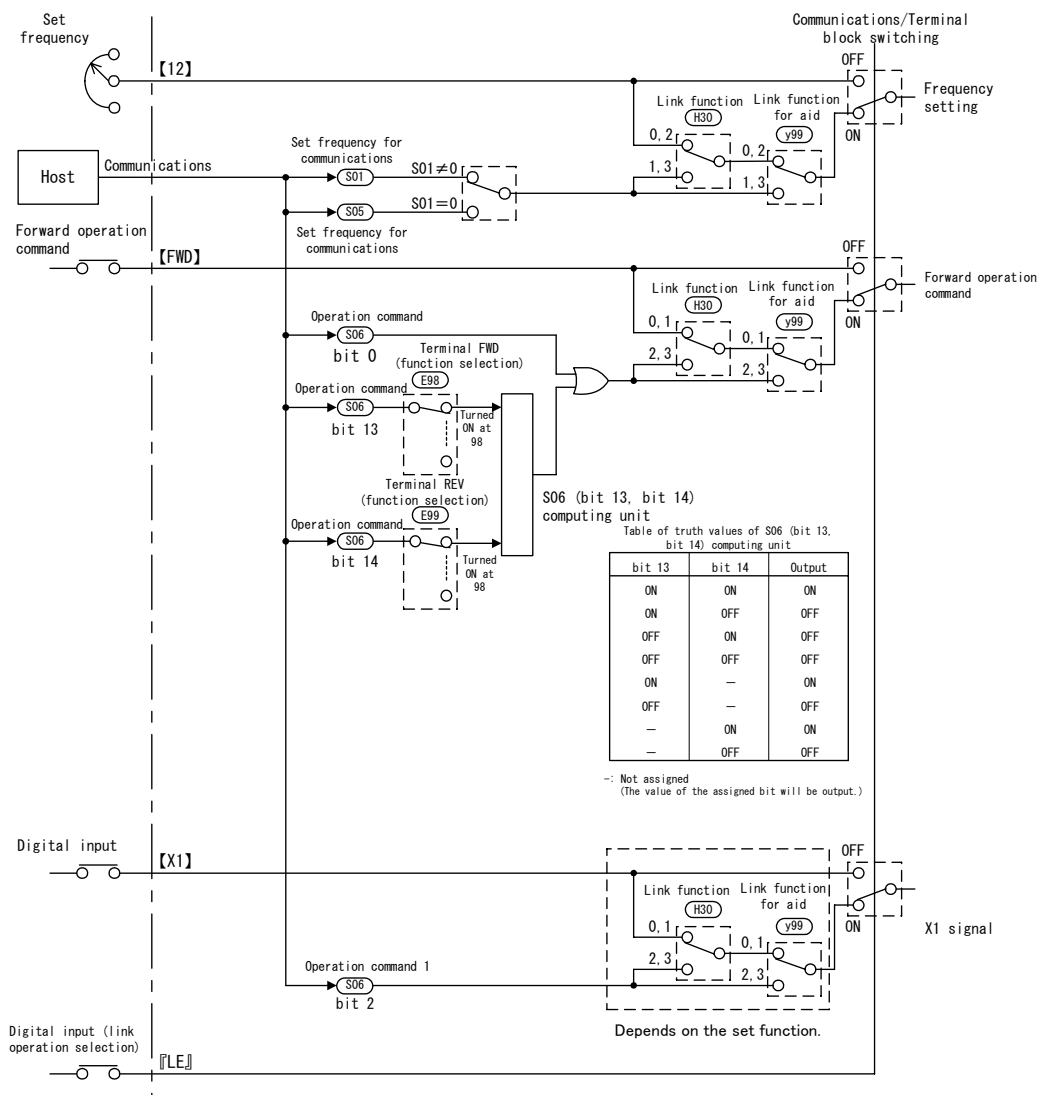 Set
frequency
Communications/Terminal
block switching
OFF
【12】
Frequency
setting
Link function
H30
Link function
for aid
y99
ON
0, 2
0, 2
1, 3
1, 3
Host
Communications
Set frequency for
communications
S01
S01≠0
S05
S01=0
Set frequency for
communications
Forward operation
command
【FWD】
OFF
Forward operation
command
Link function
H30
Link function
for aid
y99
ON
0, 1
0, 1
2, 3
2, 3
Operation command
S06
bit 0
Terminal FWD
(function selection)
E98
Operation command
S06
bit 13
Turned
ON at
98
Terminal REV
(function selection)
E99
Operation command
S06
bit 14
Turned
ON at
98
S06 (bit 13, bit 14)
computing unit
Table of truth values of S06 (bit 13,
bit 14) computing unit
bit 13 bit 14 Output
ON ON ON
ON OFF OFF
OFF ON OFF
OFF OFF OFF
ON － ON
OFF － OFF
－ ON ON
－ OFF OFF
-: Not assigned
(The value of the assigned bit will be output.)
Digital input
【X1】
OFF
Link function
H30
Link function
for aid
y99
ON
X1 signal
0, 1
0, 1
2, 3
2, 3
Operation command 1
S06
bit 2
Depends on the set function.
Digital input (link
operation selection)
『LE』